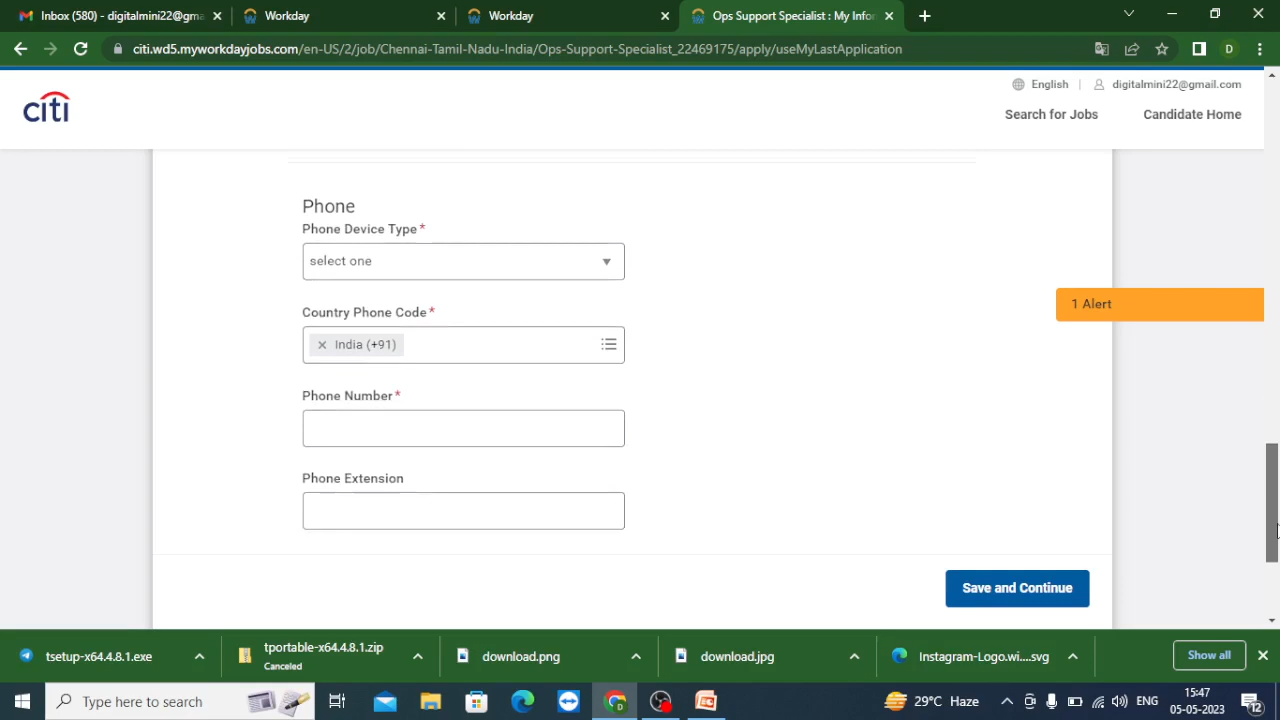 Inbox (580) - digitalmini22@gma
Workday
Workday
Ops Support Specialist : My Infor
citi.wd5.myworkdayjobs.com/en-US/2/job/Chennai-Tamil-Nadu-India/Ops-Support-Specialist_22469175/apply/useMyLastApplication
D
citi
English
digitalmini22@gmail.com
Search for Jobs
Candidate Home
Phone
Phone Device Type*
select one
1 Alert
Country Phone Code*
India (+91)
Phone Number*
Phone Extension
Save and Continue
tsetup-x64.4.8.1.exe
tportable-x64.4.8.1.zip
Canceled
download.png
download.jpg
Instagram-Logo.wi....svg
Show all
Type here to search
29°C Haze
ENG
15:47
05-05-2023
12